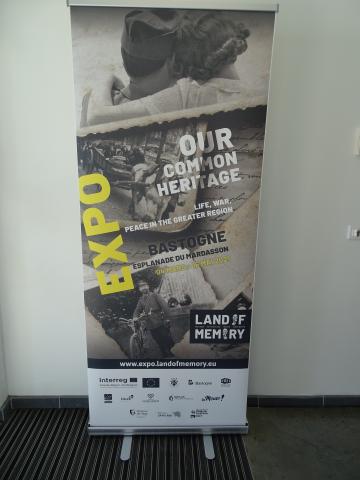 EXPO
OUR
COMMON
HERITAGE
LIFE, WAR,
PEACE IN THE GREATER REGION
BASTOGNE
ESPLANADE DU MARDASSON
LAND OF
MEMORY
www.expo.landofmemory.eu
Interreg
Bastogne